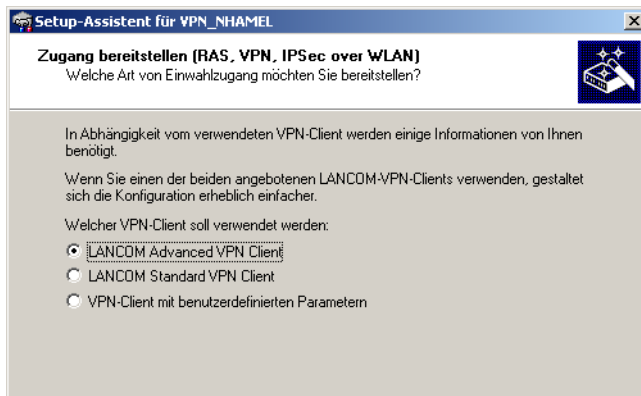 Setup-Assistent für VPN_NHAMEL
Zugang bereitstellen (RAS, VPN, IPSec over WLAN)
Welche Art von Einwahlzugang möchten Sie bereitstellen?
In Abhängigkeit vom verwendeten VPN-Client werden einige Informationen von Ihnen
benötigt.
Wenn Sie einen der beiden angebotenen LANCOM-VPN-Clients verwenden, gestaltet
sich die Konfiguration erheblich einfacher.
Welcher VPN-Client soll verwendet werden:
LANCOM Advanced VPN Client
LANCOM Standard VPN Client
VPN-Client mit benutzerdefinierten Parametern